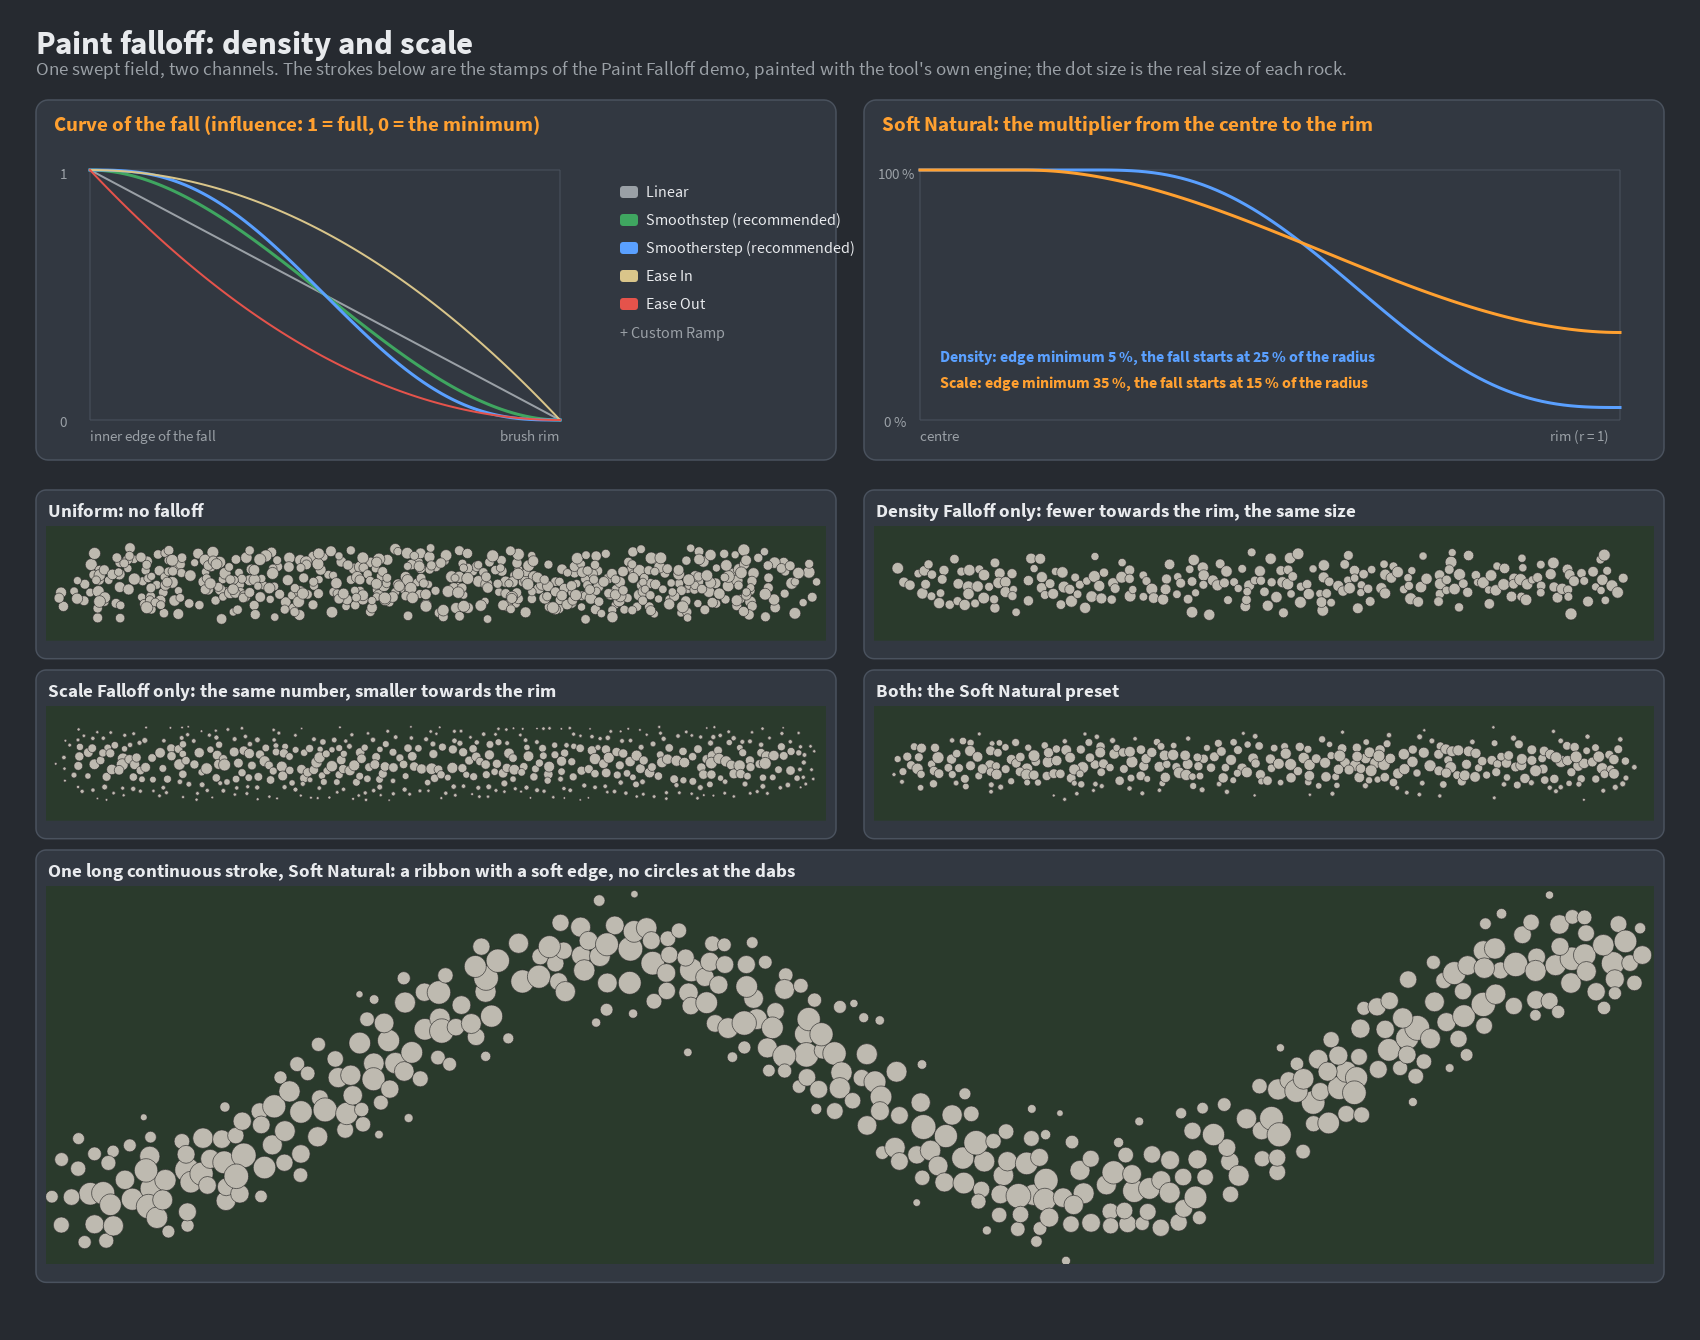 Paint falloff: density and scale
One swept field, two channels. The strokes below are the stamps of the Paint Falloff demo, painted with the tool's own engine; the dot size is the real size of each rock.
Curve of the fall (influence: 1 = full, 0 = the minimum)
1
0
inner edge of the fall
brush rim
Linear
Smoothstep (recommended)
Smootherstep (recommended)
Ease In
Ease Out
+ Custom Ramp
Soft Natural: the multiplier from the centre to the rim
100 %
Density: edge minimum 5 %, the fall starts at 25 % of the radius
Scale: edge minimum 35 %, the fall starts at 15 % of the radius
0 %
centre
rim (r = 1)
Uniform: no falloff
Density Falloff only: fewer towards the rim, the same size
Scale Falloff only: the same number, smaller towards the rim
Both: the Soft Natural preset
One long continuous stroke, Soft Natural: a ribbon with a soft edge, no circles at the dabs